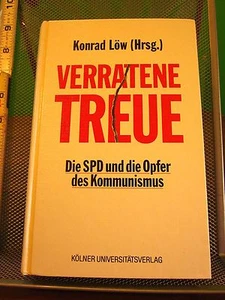 Konrad Löw (Hrsg.)
VERRATENE
TREUE
Die SPD und die Opfer
des Kommunismus
KÖLNER UNIVERSITÄTSVERLAG